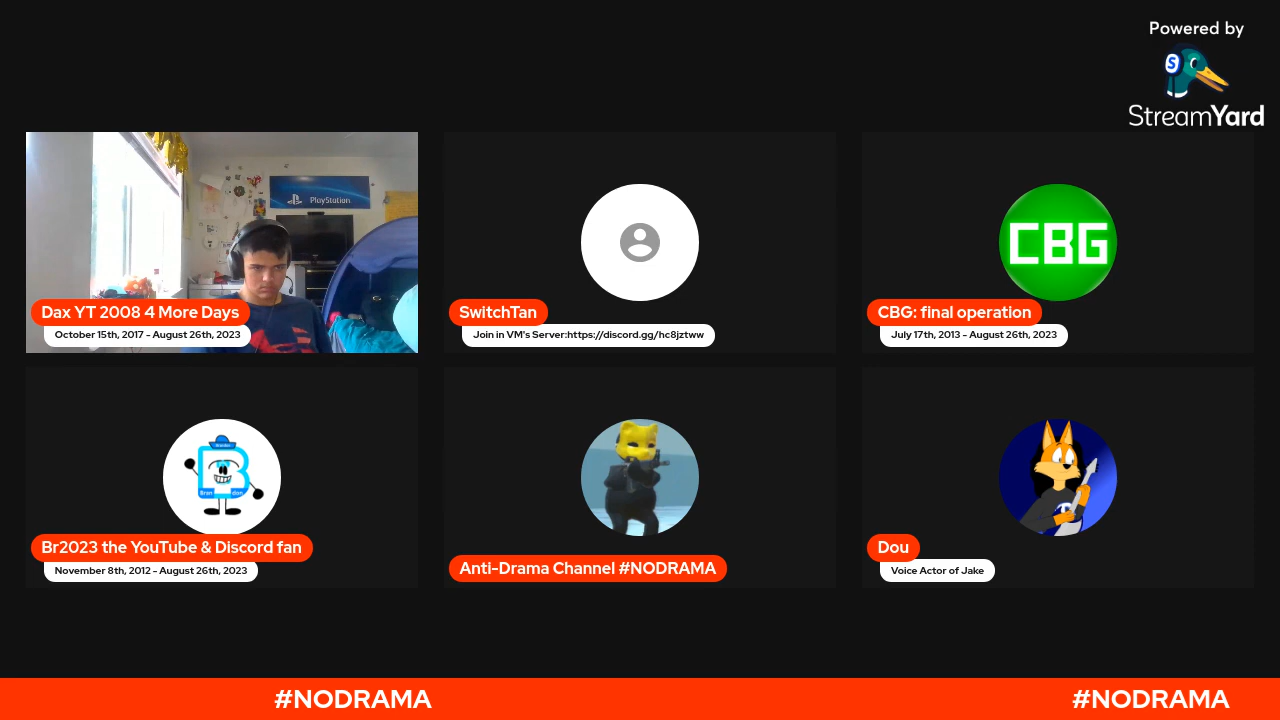 Powered by
StreamYard
PlayStation
Dax YT 2008 4 More Days
October 15th, 2017 - August 26th, 2023
SwitchTan
Join in VM's Server:https://discord.gg/hc8jztww
CBG
CBG: final operation
July 17th, 2013 - August 26th, 2023
Br2023 the YouTube & Discord fan
November 8th, 2012 - August 26th, 2023
Anti-Drama Channel #NODRAMA
Dou
Voice Actor of Jake
#NODRAMA #NODRAMA